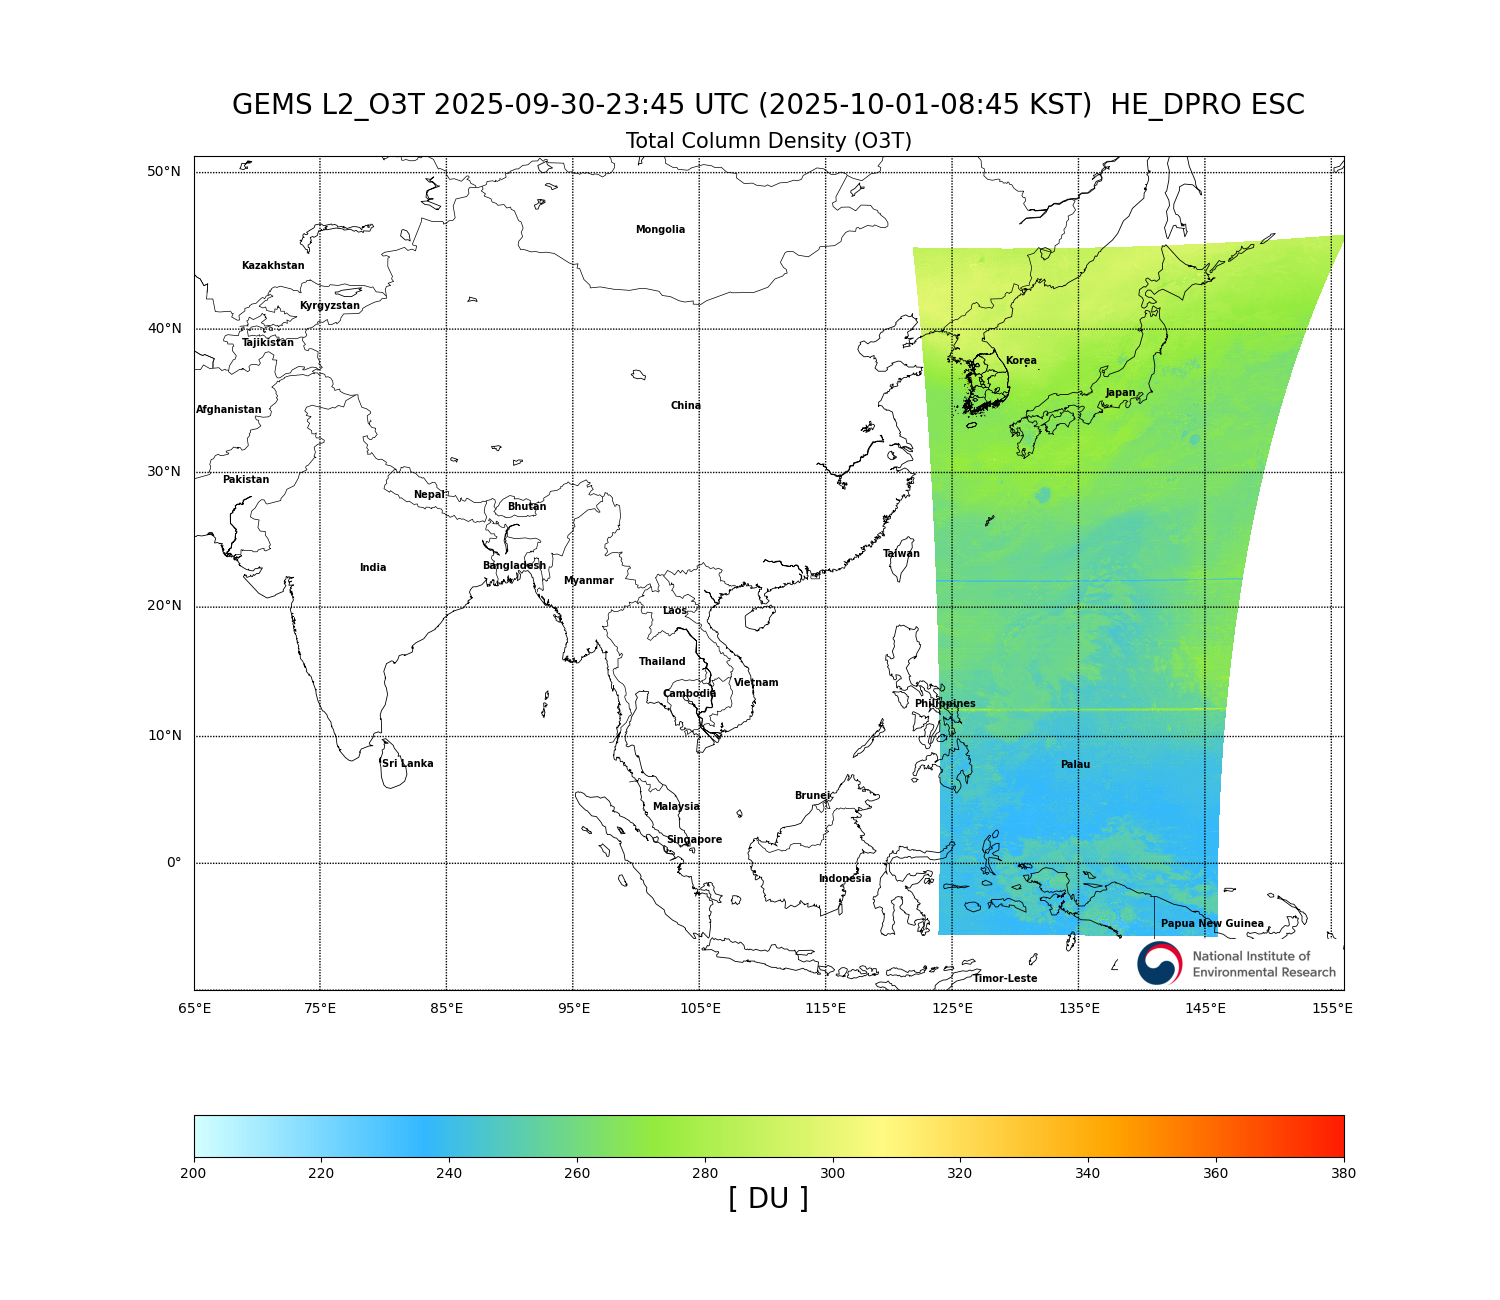 GEMS L2_O3T 2025-09-30-23:45 UTC (2025-10-01-08:45 KST)  HE_DPRO ESC
Total Column Density (O3T)
50°N
Mongolia
Kazakhstan
Kyrgyzstan
40°N
Tajikistan
Korea
Japan
China
Afghanistan
30°N
Pakistan
Nepal
Bhutan
Taiwan
Bangladesh
India
Myanmar
20°N
Laos
Thailand
Vietnam
Cambodia
Philippines
10°N
Sri Lanka
Palau
Brunei
Malaysia
Singapore
0°
Indonesia
Papua New Guinea
National Institute of
Environmental Research
Timor-Leste
65°E 75°E 85°E 95°E 105°E 115°E 125°E 135°E 145°E 155°E
200 220 240 260 280 300 320 340 360 380
[ DU ]